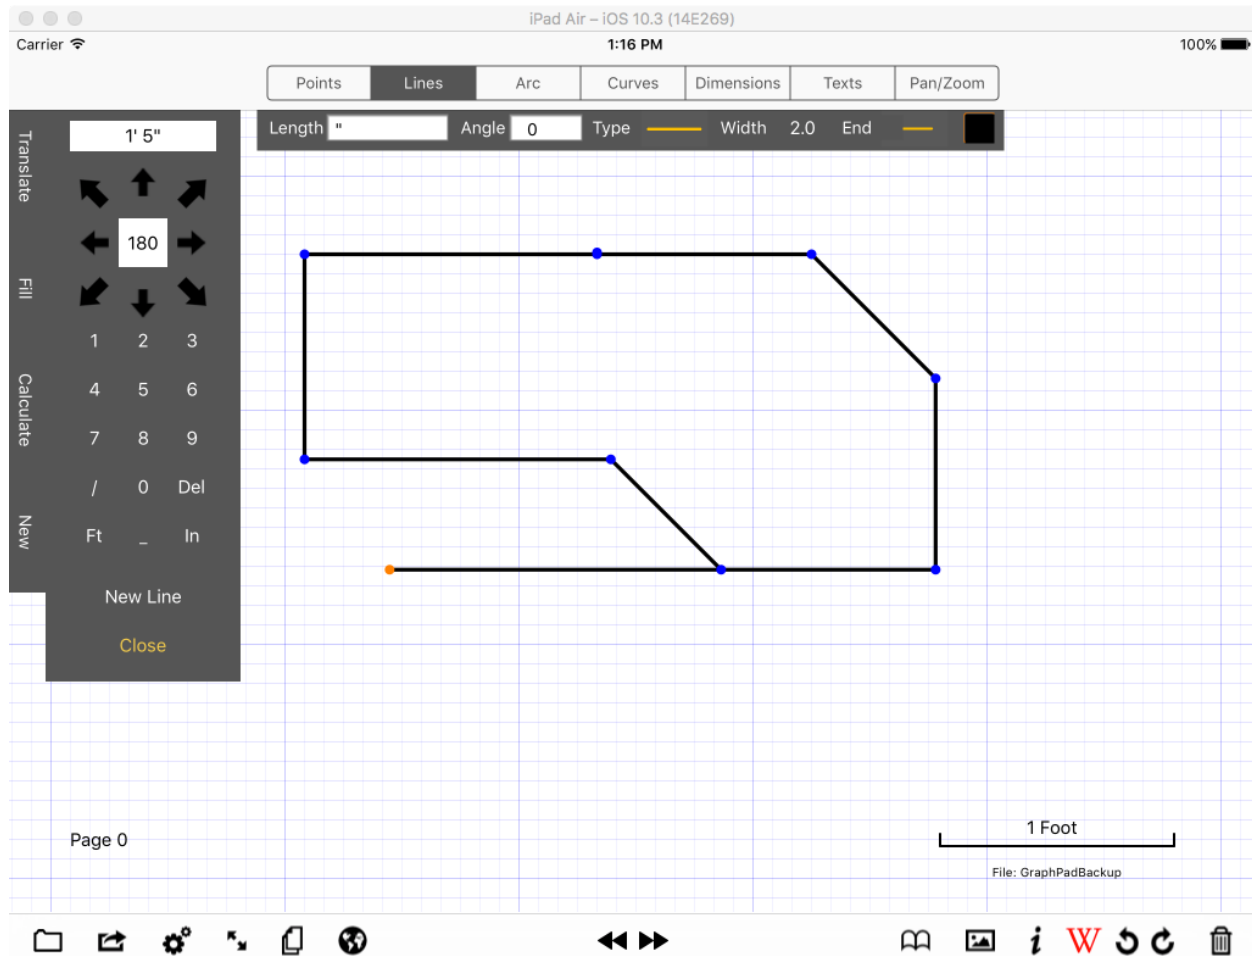 iPad Air – iOS 10.3 (14E269)
Carrier 1:16 PM 100%
Points Lines Arc Curves Dimensions Texts Pan/Zoom
Length " Angle 0 Type Width 2.0 End
Translate
Fill
Calculate
New
1' 5"
180
1 2 3
4 5 6
7 8 9
/ 0 Del
Ft _ In
New Line
Close
Page 0
1 Foot
File: GraphPadBackup
i W